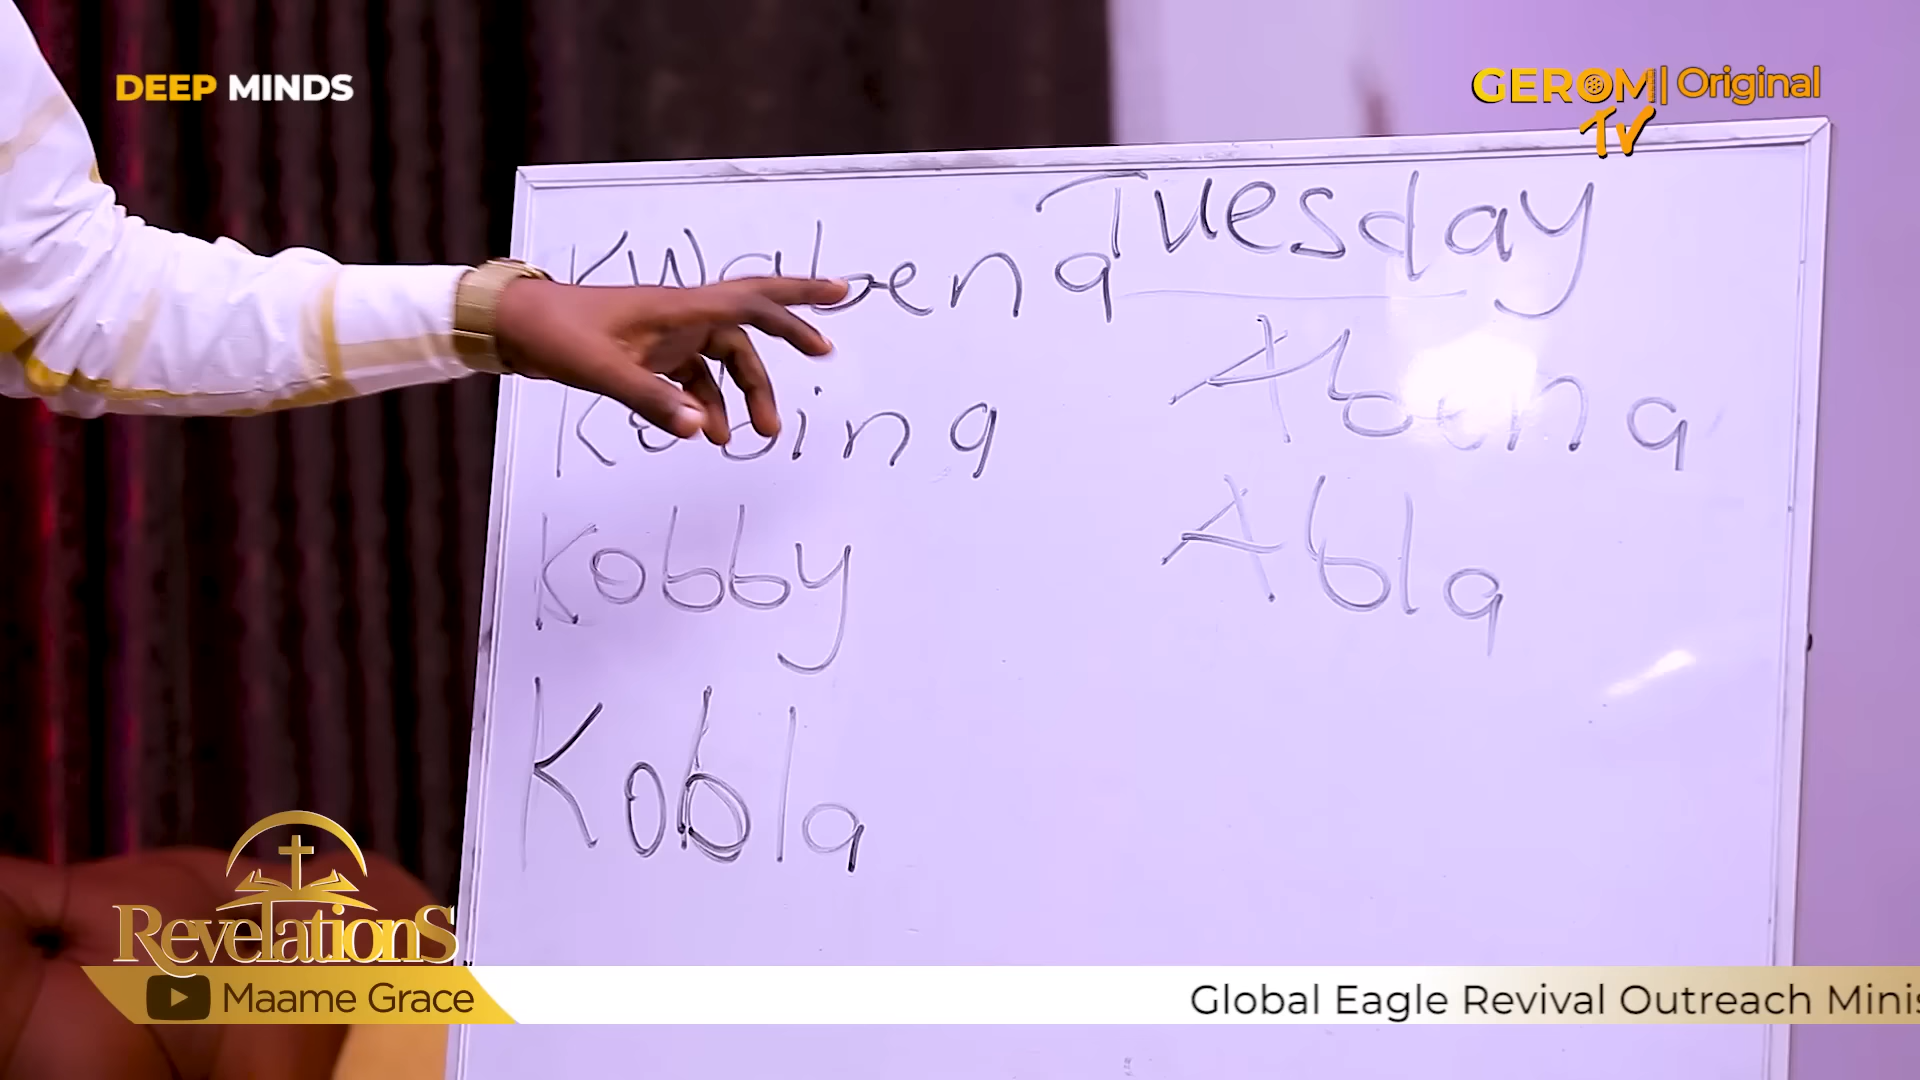 DEEP MINDS
GEROM TV | Original
Tuesday
Kwabena
Kobina
Kobby
Kobla
Abena
Abla
Revelations
Maame Grace
Global Eagle Revival Outreach